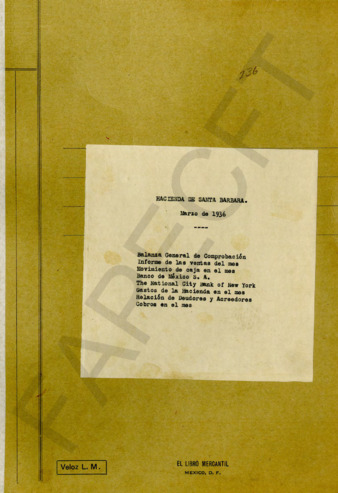 236
HACIENDA DE SANTA BARBARA.
Marzo de 1936
----
Balanza General de Comprobación
Informe de las ventas del mes
Movimiento de caja en el mes
Banco de México S. A.
The National City Bank of New York
Gastos de la Hacienda en el mes
Relación de Deudores y Acreedores
Cobros en el mes
FAPECFT
Veloz L. M.
EL LIBRO MERCANTIL
MEXICO, D. F.